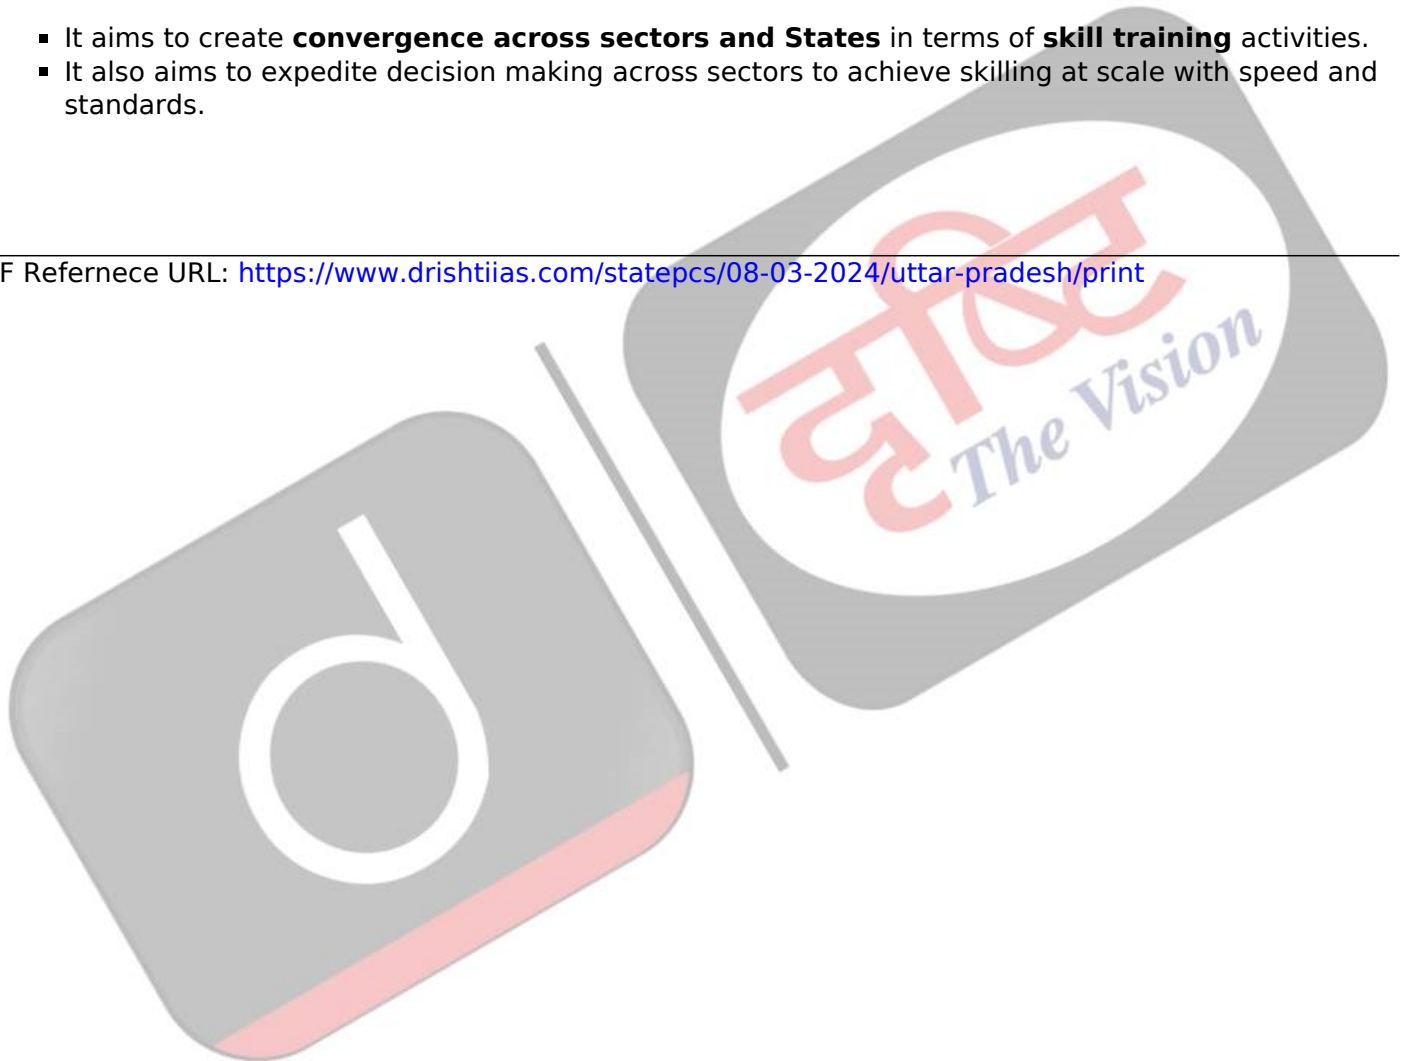 It aims to create convergence across sectors and States in terms of skill training activities.
It also aims to expedite decision making across sectors to achieve skilling at scale with speed and
standards.
F Refernece URL: https://www.drishtiias.com/statepcs/08-03-2024/uttar-pradesh/print
दृष्टि
The Vision
d